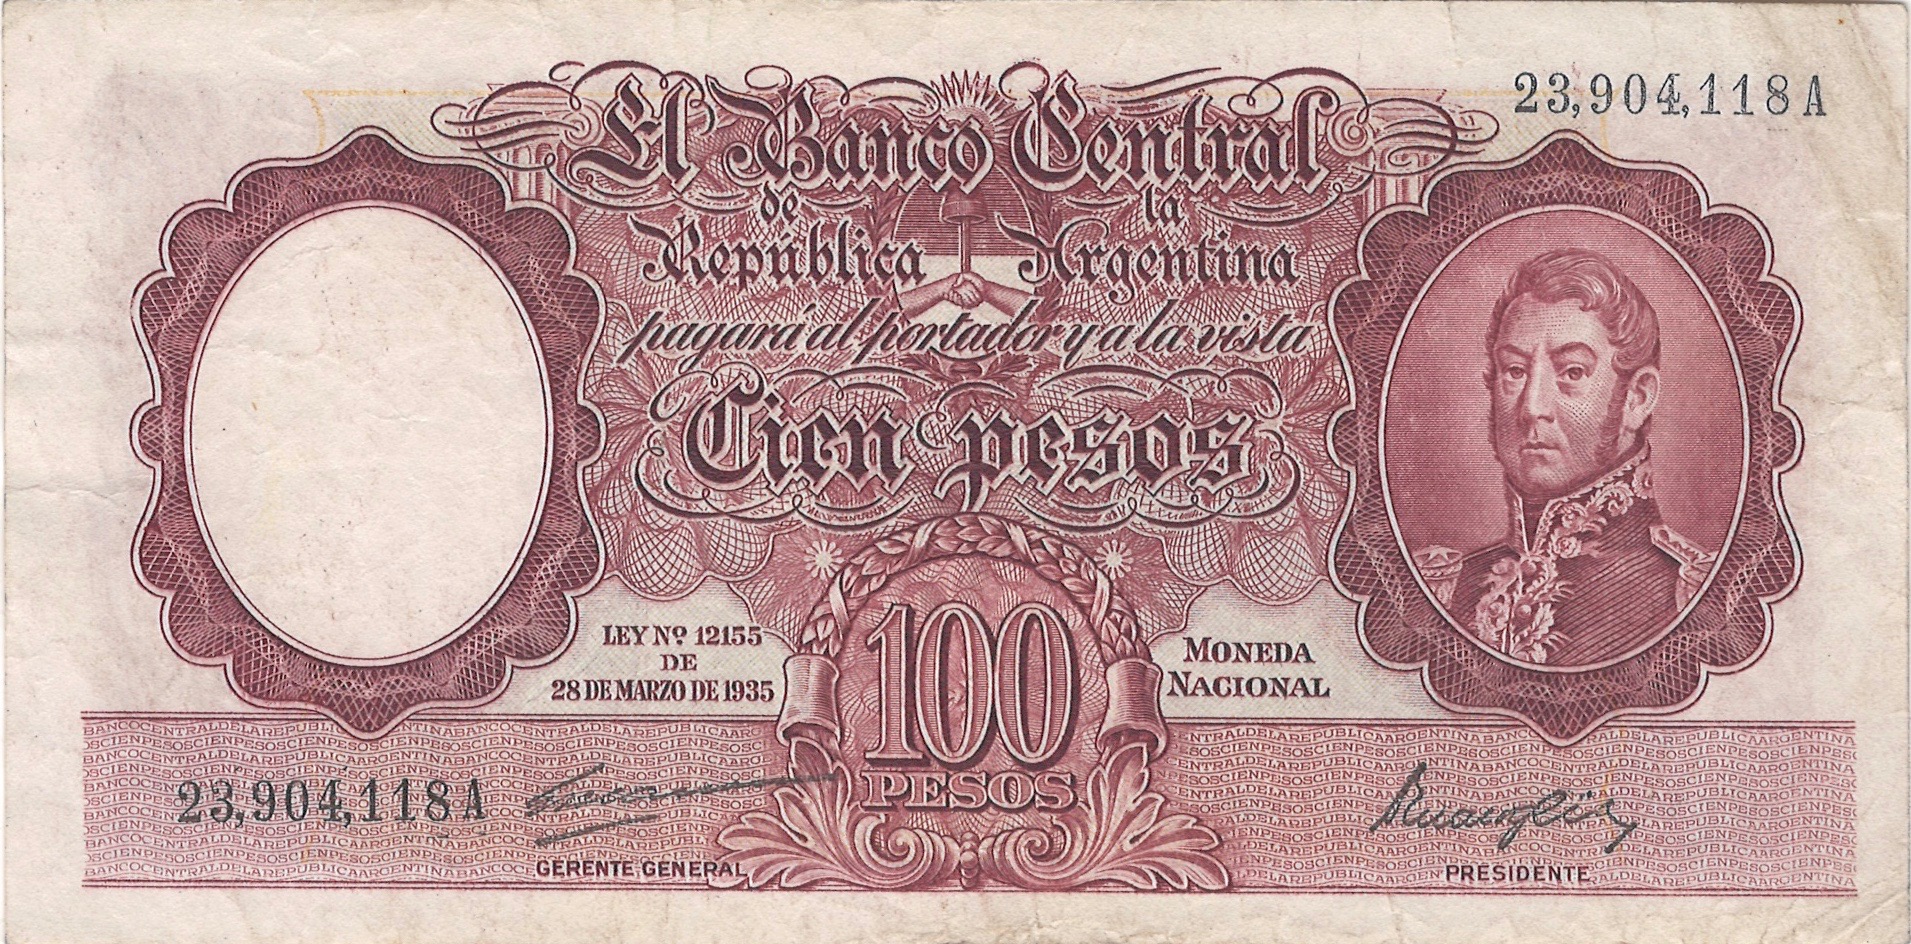 23,904,118A
El Banco Central
de la
República Argentina
pagará al portador y a la vista
Cien pesos
LEY Nº 12155
DE
28 DE MARZO DE 1935
MONEDA
NACIONAL
100
PESOS
23,904,118A
GERENTE GENERAL
PRESIDENTE